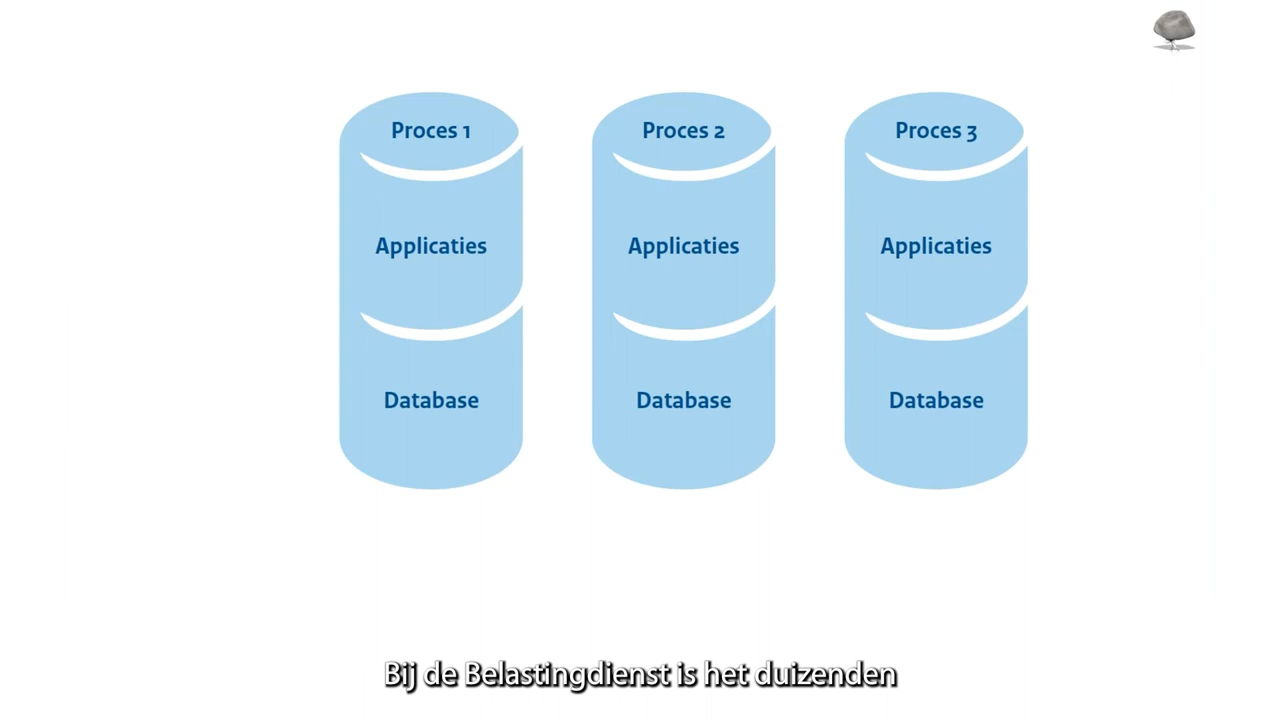 Proces 1
Proces 2
Proces 3
Applicaties
Applicaties
Applicaties
Database
Database
Database
Bij de Belastingdienst is het duizenden